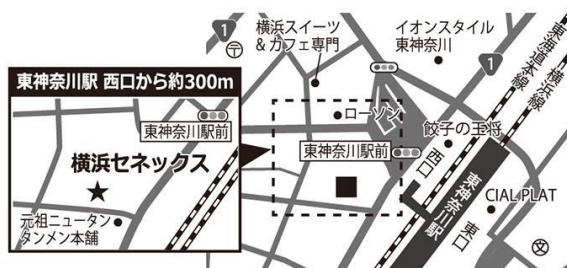 東神奈川駅 西口から約300m
東神奈川駅前
横浜セネックス
元祖ニュータン
タンメン本舗
横浜スイーツ
&カフェ専門
イオンスタイル
東神奈川
1
1
ローソン
東神奈川駅前
餃子の王将
西口
東神奈川駅
東口
CIAL PLAT
東海道本線
横浜線
〒
文